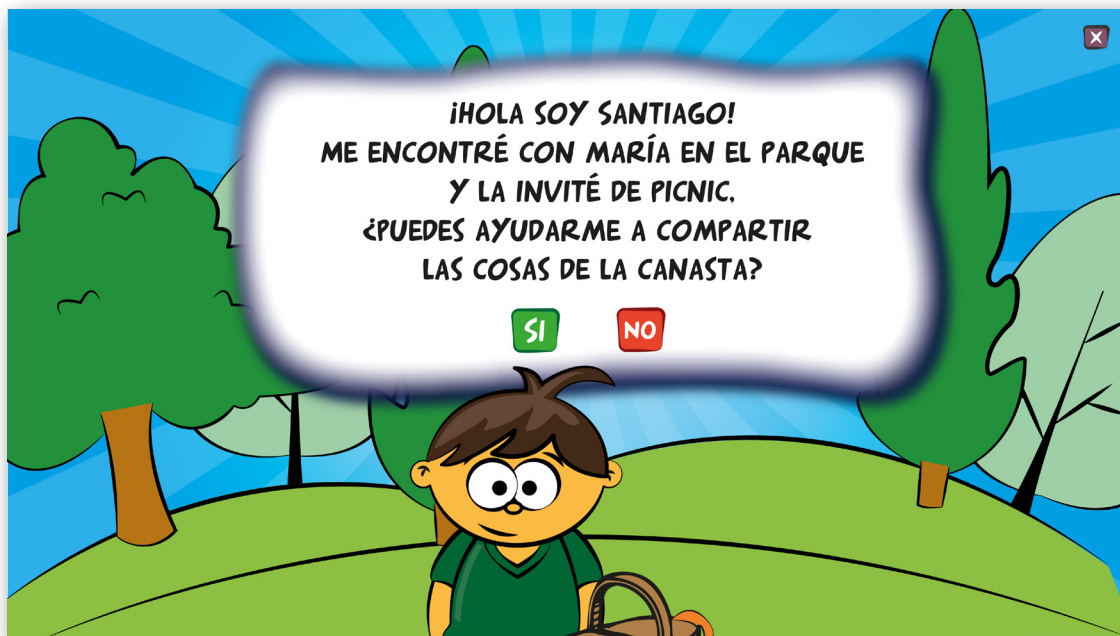 ¡HOLA SOY SANTIAGO!
ME ENCONTRÉ CON MARÍA EN EL PARQUE
Y LA INVITÉ DE PICNIC,
¿PUEDES AYUDARME A COMPARTIR
LAS COSAS DE LA CANASTA?
SI NO
X